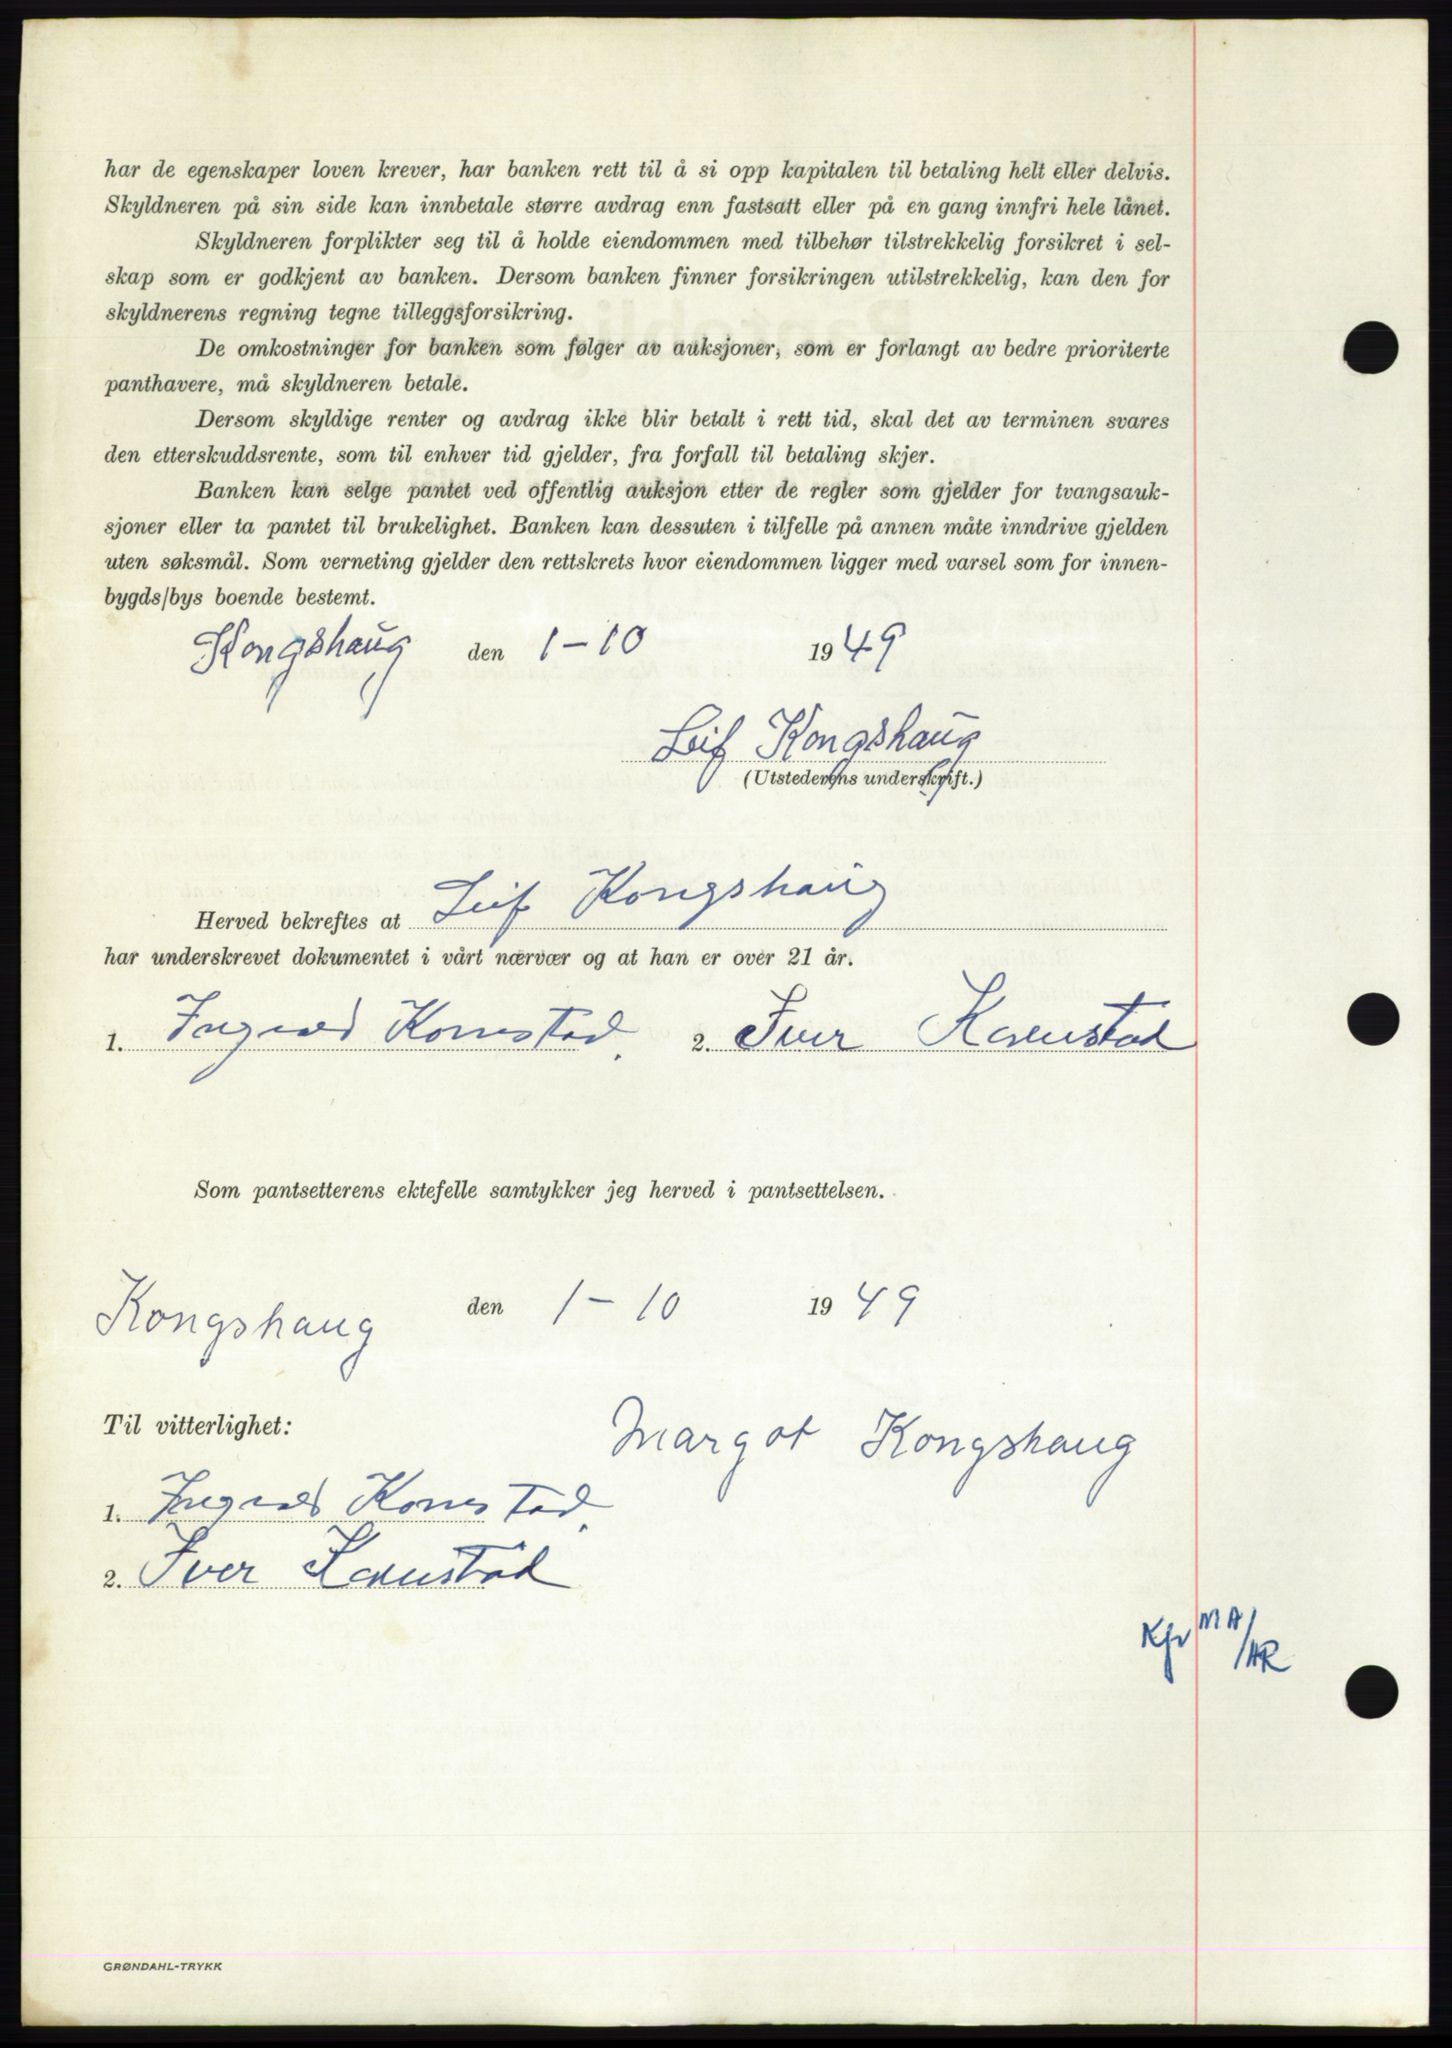 har de egenskaper loven krever, har banken rett til å si opp kapitalen til betaling helt eller delvis.
Skyldneren på sin side kan innbetale større avdrag enn fastsatt eller på en gang innfri hele lånet.
Skyldneren forplikter seg til å holde eiendommen med tilbehør tilstrekkelig forsikret i sel-
skap som er godkjent av banken. Dersom banken finner forsikringen utilstrekkelig, kan den for
skyldnerens regning tegne tilleggsforsikring.
De omkostninger for banken som følger av auksjoner, som er forlangt av bedre prioriterte
panthavere, må skyldneren betale.
Dersom skyldige renter og avdrag ikke blir betalt i rett tid, skal det av terminen svares
den etterskuddsrente, som til enhver tid gjelder, fra forfall til betaling skjer.
Banken kan selge pantet ved offentlig auksjon etter de regler som gjelder for tvangsauk-
sjoner eller ta pantet til brukelighet. Banken kan dessuten i tilfelle på annen måte inndrive gjelden
uten søksmål. Som verneting gjelder den rettskrets hvor eiendommen ligger med varsel som for innen-
bygds/bys boende bestemt.
Kongshaug den 1-10 1949
Leif Kongshaug
(Utstederens underskrift.)
Herved bekreftes at Leif Kongshaug
har underskrevet dokumentet i vårt nærvær og at han er over 21 år.
1. Ingvald Kornstad. 2. Iver Kornstad
Som pantsetterens ektefelle samtykker jeg herved i pantsettelsen.
Kongshaug den 1-10 1949
Til vitterlighet:
Margot Kongshaug
1. Ingvald Kornstad.
2. Iver Kornstad
MA/HR
GRØNDAHL-TRYKK